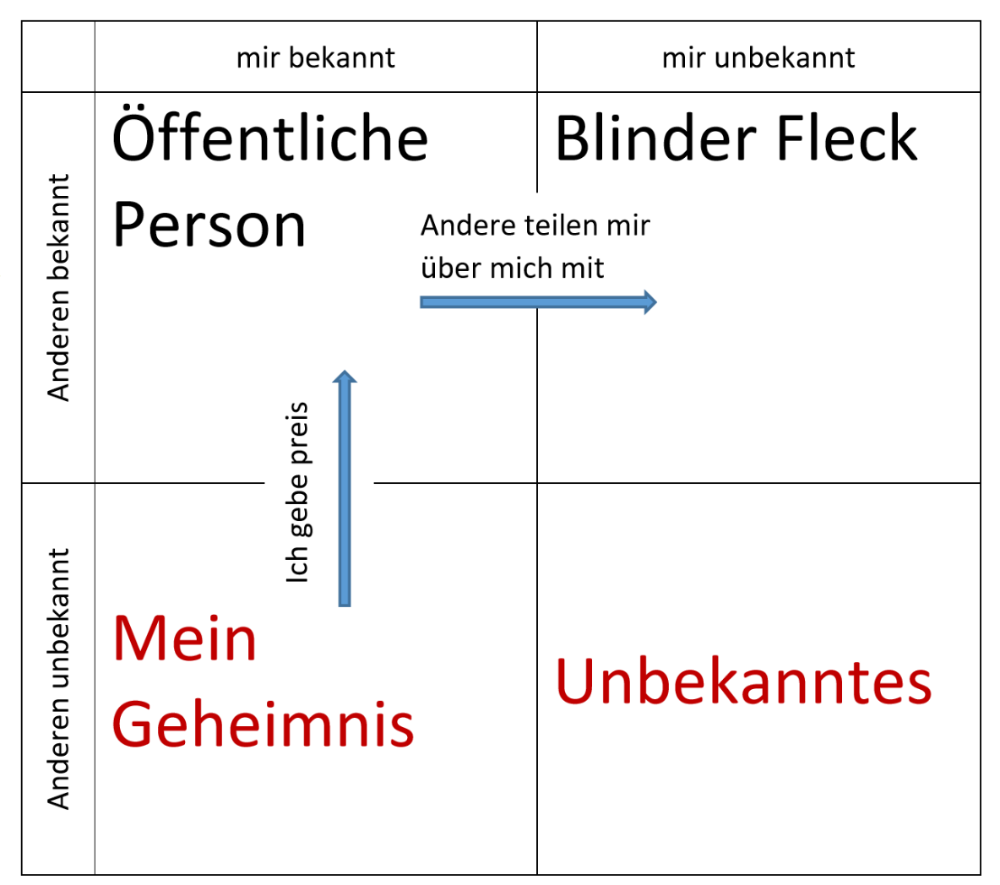 mir bekannt
mir unbekannt
Anderen bekannt
Öffentliche
Person
Blinder Fleck
Andere teilen mir
über mich mit
Ich gebe preis
Anderen unbekannt
Mein
Geheimnis
Unbekanntes